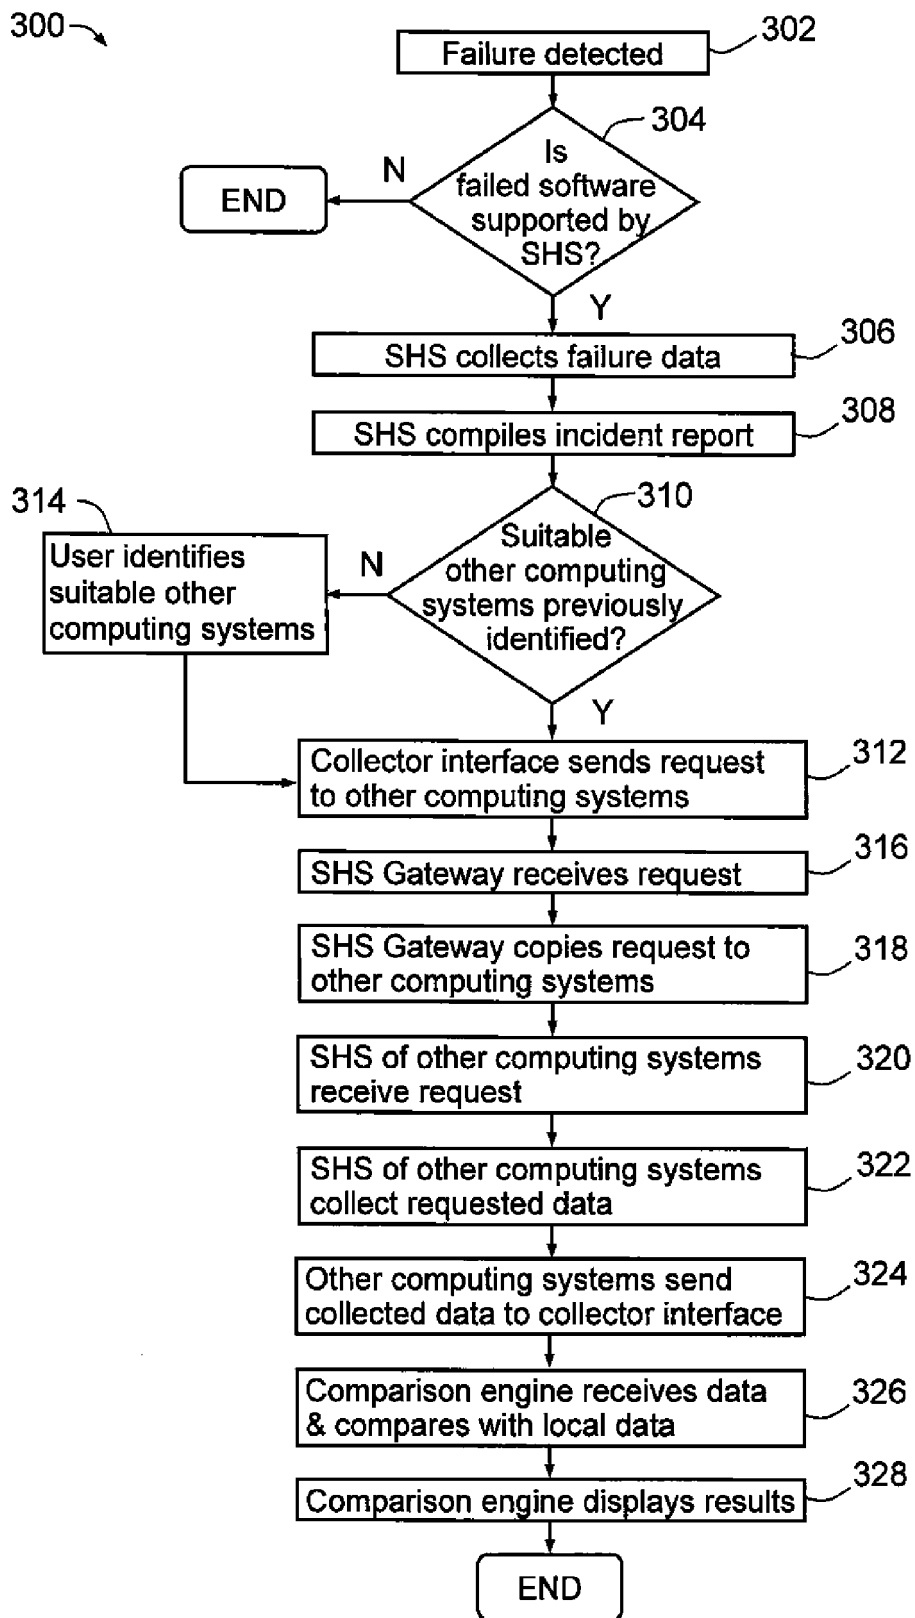 300
302
Failure detected
304
Is
failed software
supported by
SHS?
N
END
Y
306
SHS collects failure data
308
SHS compiles incident report
310
314
Suitable
other computing
systems previously
identified?
N
User identifies
suitable other
computing systems
Y
312
Collector interface sends request
to other computing systems
316
SHS Gateway receives request
318
SHS Gateway copies request to
other computing systems
320
SHS of other computing systems
receive request
322
SHS of other computing systems
collect requested data
324
Other computing systems send
collected data to collector interface
326
Comparison engine receives data
& compares with local data
328
Comparison engine displays results
END